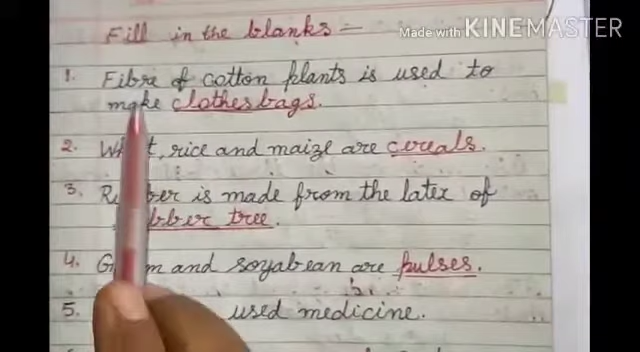 Made with KINEMASTER
Fill in the blanks =
1. Fibre of cotton plants is used to
make clothesbags.
2. rice and maize are cereals.
3. is made from the latex of
tree.
4. and soyabean are pulses.
5. used medicine.